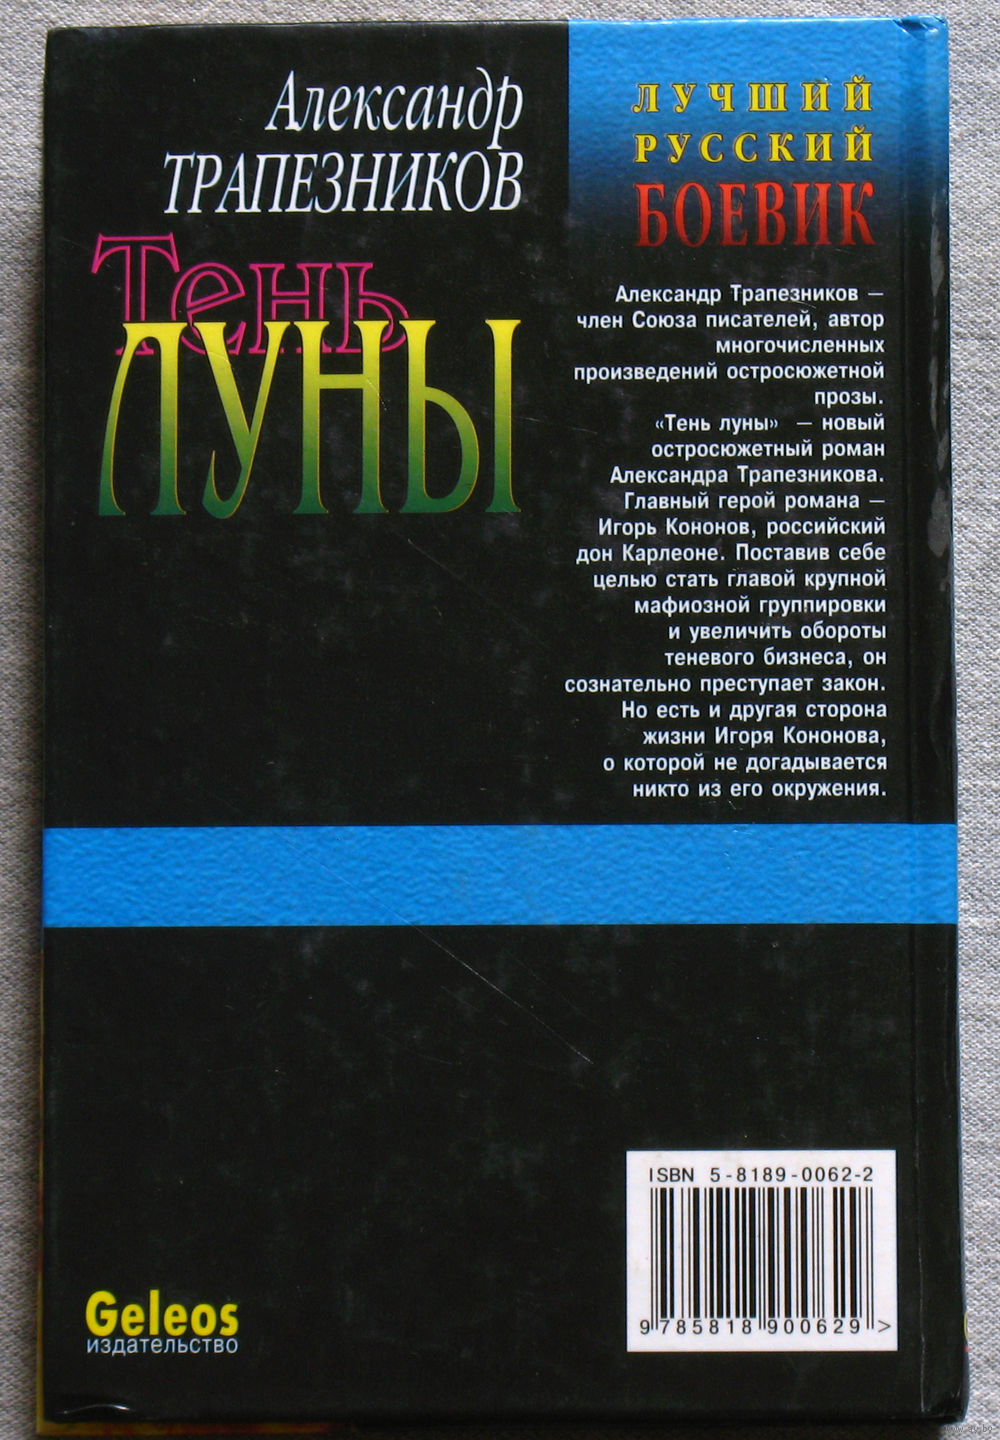 Александр
ТРАПЕЗНИКОВ
Тень
ЛУНЫ
ЛУЧШИЙ
РУССКИЙ
БОЕВИК
Александр Трапезников —
член Союза писателей, автор
многочисленных
произведений остросюжетной
прозы.
«Тень луны» — новый
остросюжетный роман
Александра Трапезникова.
Главный герой романа —
Игорь Кононов, российский
дон Карлеоне. Поставив себе
целью стать главой крупной
мафиозной группировки
и увеличить обороты
теневого бизнеса, он
сознательно преступает закон.
Но есть и другая сторона
жизни Игоря Кононова,
о которой не догадывается
никто из его окружения.
ISBN 5-8189-0062-2
9 785818 900629 >
Geleos
издательство